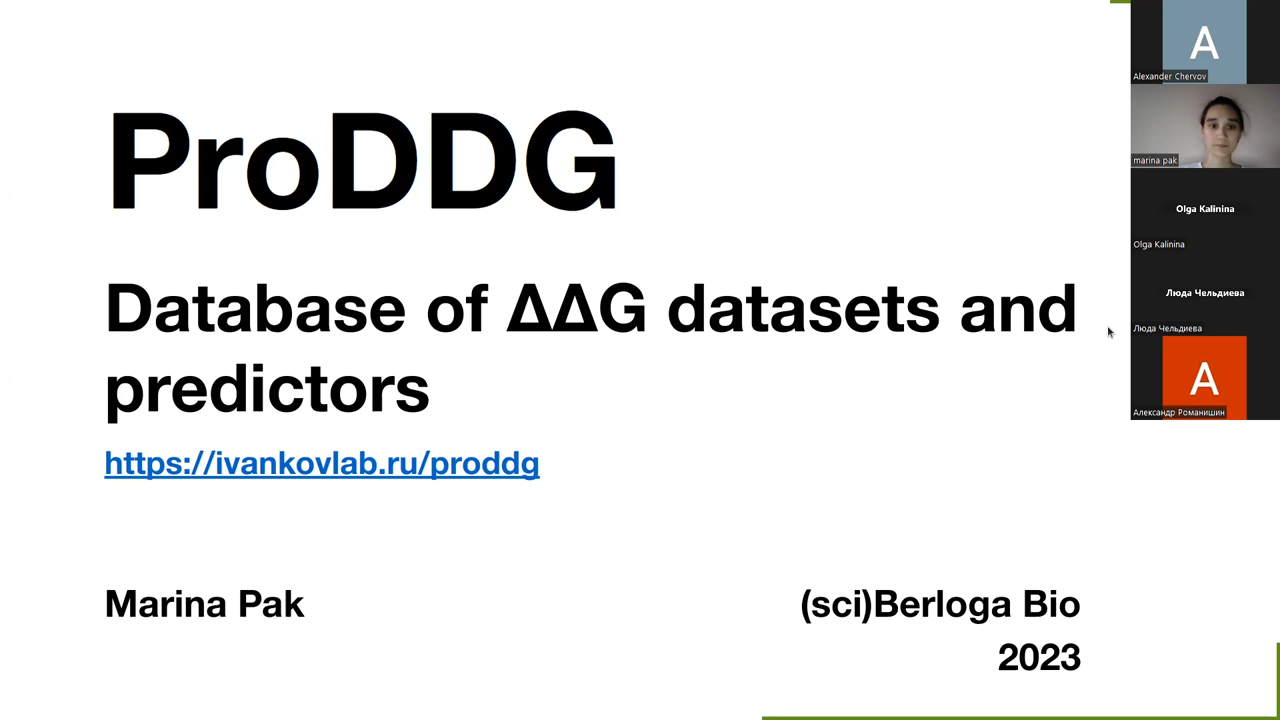 ProDDG
Database of ΔΔG datasets and
predictors
https://ivankovlab.ru/proddg
Marina Pak
(sci)Berloga Bio
2023
A
Alexander Chervov
marina pak
Olga Kalinina
Olga Kalinina
Люда Чельдиева
Люда Чельдиева
A
Александр Романишин